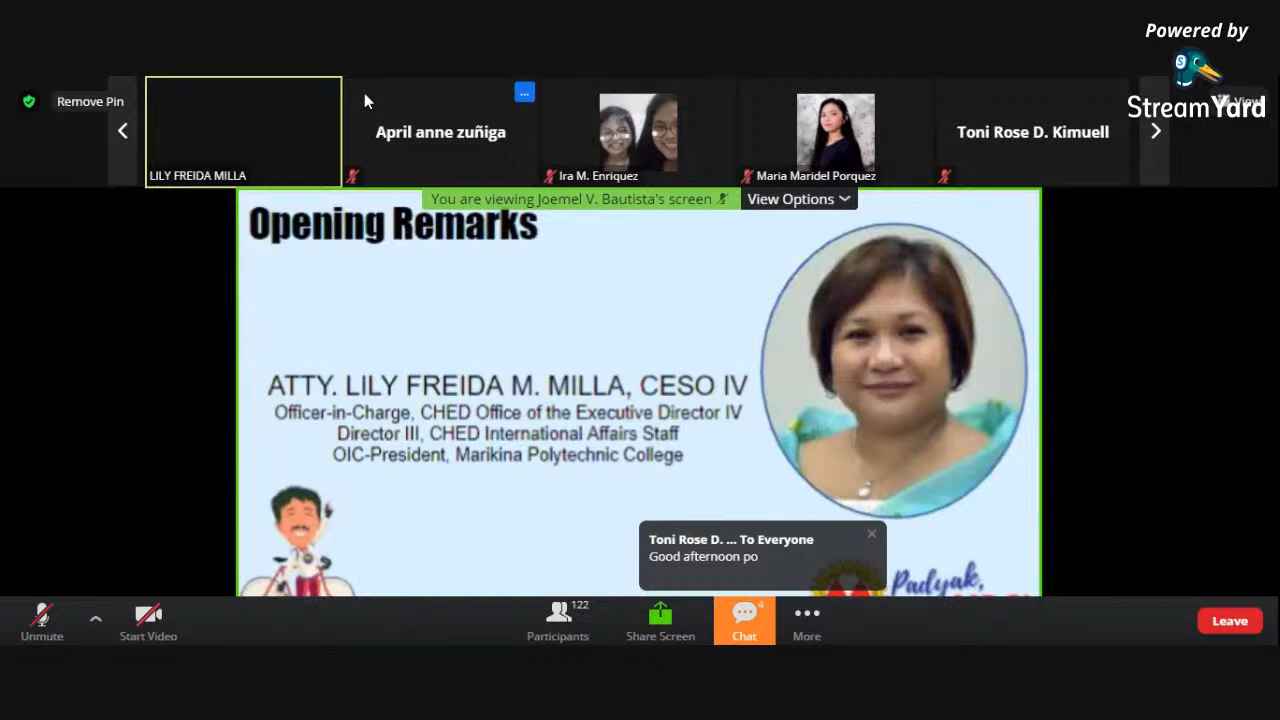 Powered by
StreamYard
Remove Pin
View
LILY FREIDA MILLA
April anne zuñiga
...
Ira M. Enriquez
Maria Maridel Porquez
Toni Rose D. Kimuell
You are viewing Joemel V. Bautista's screen
View Options
Opening Remarks
ATTY. LILY FREIDA M. MILLA, CESO IV
Officer-in-Charge, CHED Office of the Executive Director IV
Director III, CHED International Affairs Staff
OIC-President, Marikina Polytechnic College
Toni Rose D. ... To Everyone
Good afternoon po
Padyak,
Unmute
Start Video
122
Participants
Share Screen
4
Chat
More
Leave